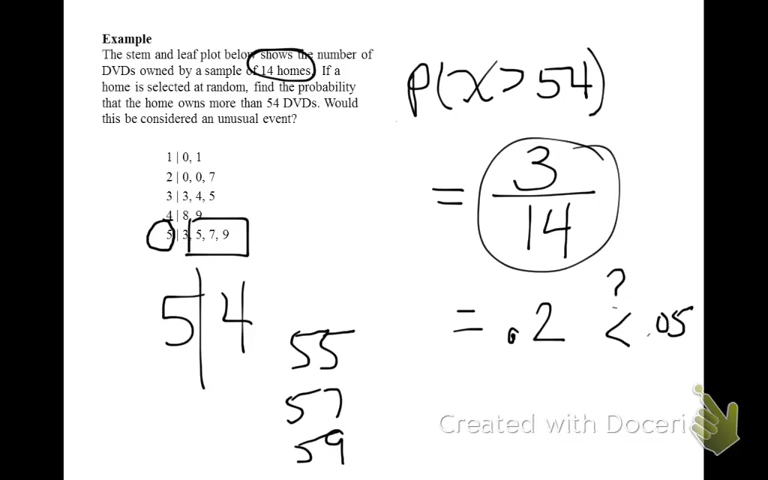 Example
The stem and leaf plot below shows the number of
DVDs owned by a sample of 14 homes. If a
home is selected at random, find the probability
that the home owns more than 54 DVDs. Would
this be considered an unusual event?
1 | 0, 1
2 | 0, 0, 7
3 | 3, 4, 5
4 | 8, 9
5 | 3, 5, 7, 9
5 | 4
55
57
59
P(X > 54)
= 3/14
= .2 ? < .05
Created with Doceri